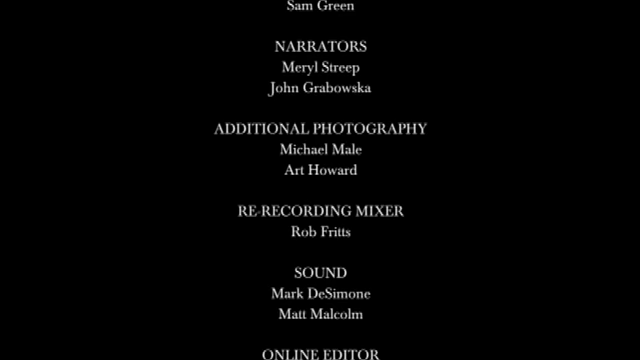 Sam Green
NARRATORS
Meryl Streep
John Grabowska
ADDITIONAL PHOTOGRAPHY
Michael Male
Art Howard
RE-RECORDING MIXER
Rob Fritts
SOUND
Mark DeSimone
Matt Malcolm
ONLINE EDITOR